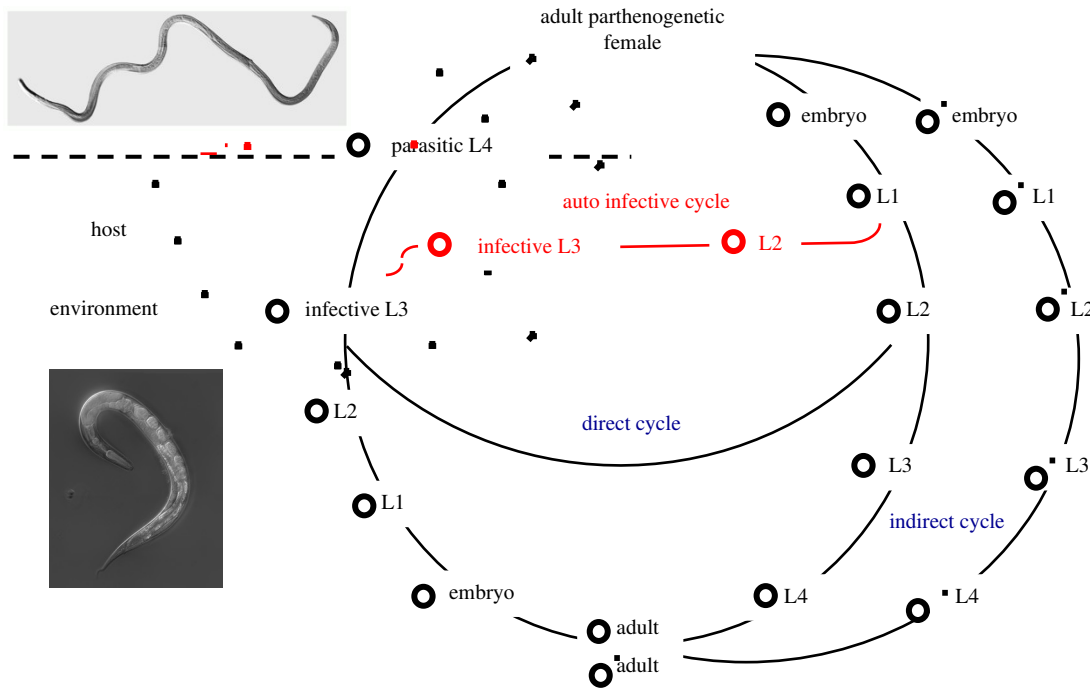 adult parthenogenetic
female
embryo
embryo
parasitic L4
L1
L1
auto infective cycle
host
infective L3
L2
environment
infective L3
L2
L2
L2
direct cycle
L3
L3
L1
indirect cycle
embryo
L4
L4
adult
adult